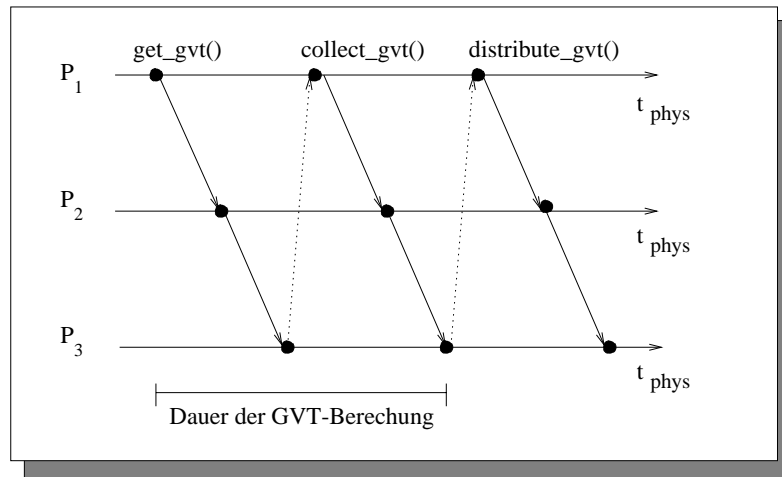 get_gvt() collect_gvt() distribute_gvt()
P1
t phys
P2
t phys
P3
t phys
Dauer der GVT-Berechung